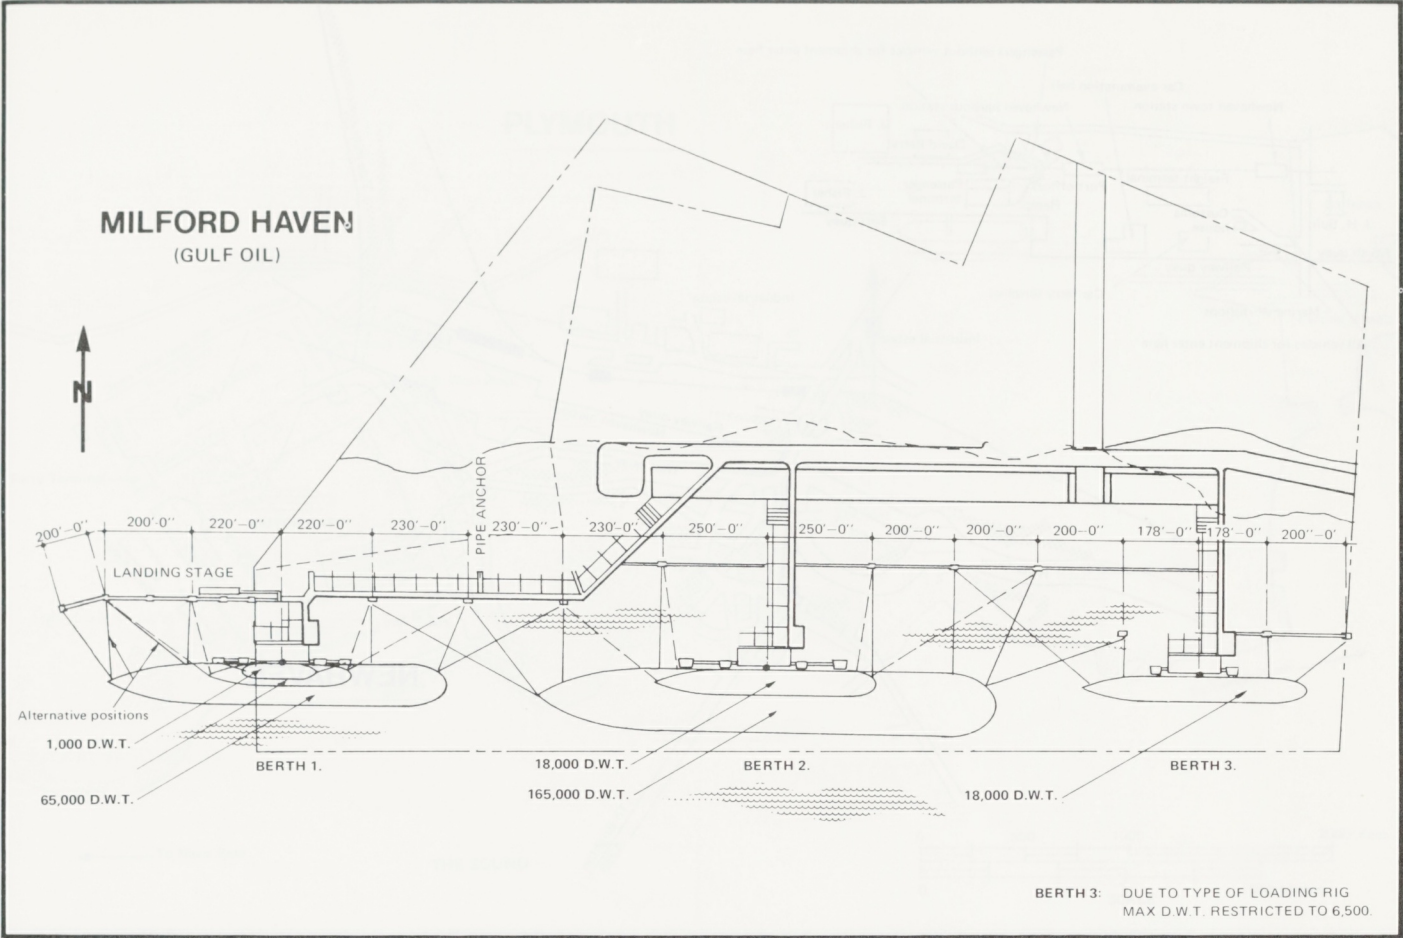 MILFORD HAVEN
(GULF OIL)
N
PIPE ANCHOR
200'-0" 200'-0" 220'-0" 220'-0" 230'-0" 230'-0" 230'-0" 250'-0" 250'-0" 200'-0" 200'-0" 200-0" 178'-0" 178'-0" 200"-0'
LANDING STAGE
Alternative positions
1,000 D.W.T.
65,000 D.W.T.
BERTH 1.
18,000 D.W.T.
165,000 D.W.T.
BERTH 2.
18,000 D.W.T.
BERTH 3.
BERTH 3: DUE TO TYPE OF LOADING RIG
MAX D.W.T. RESTRICTED TO 6,500.